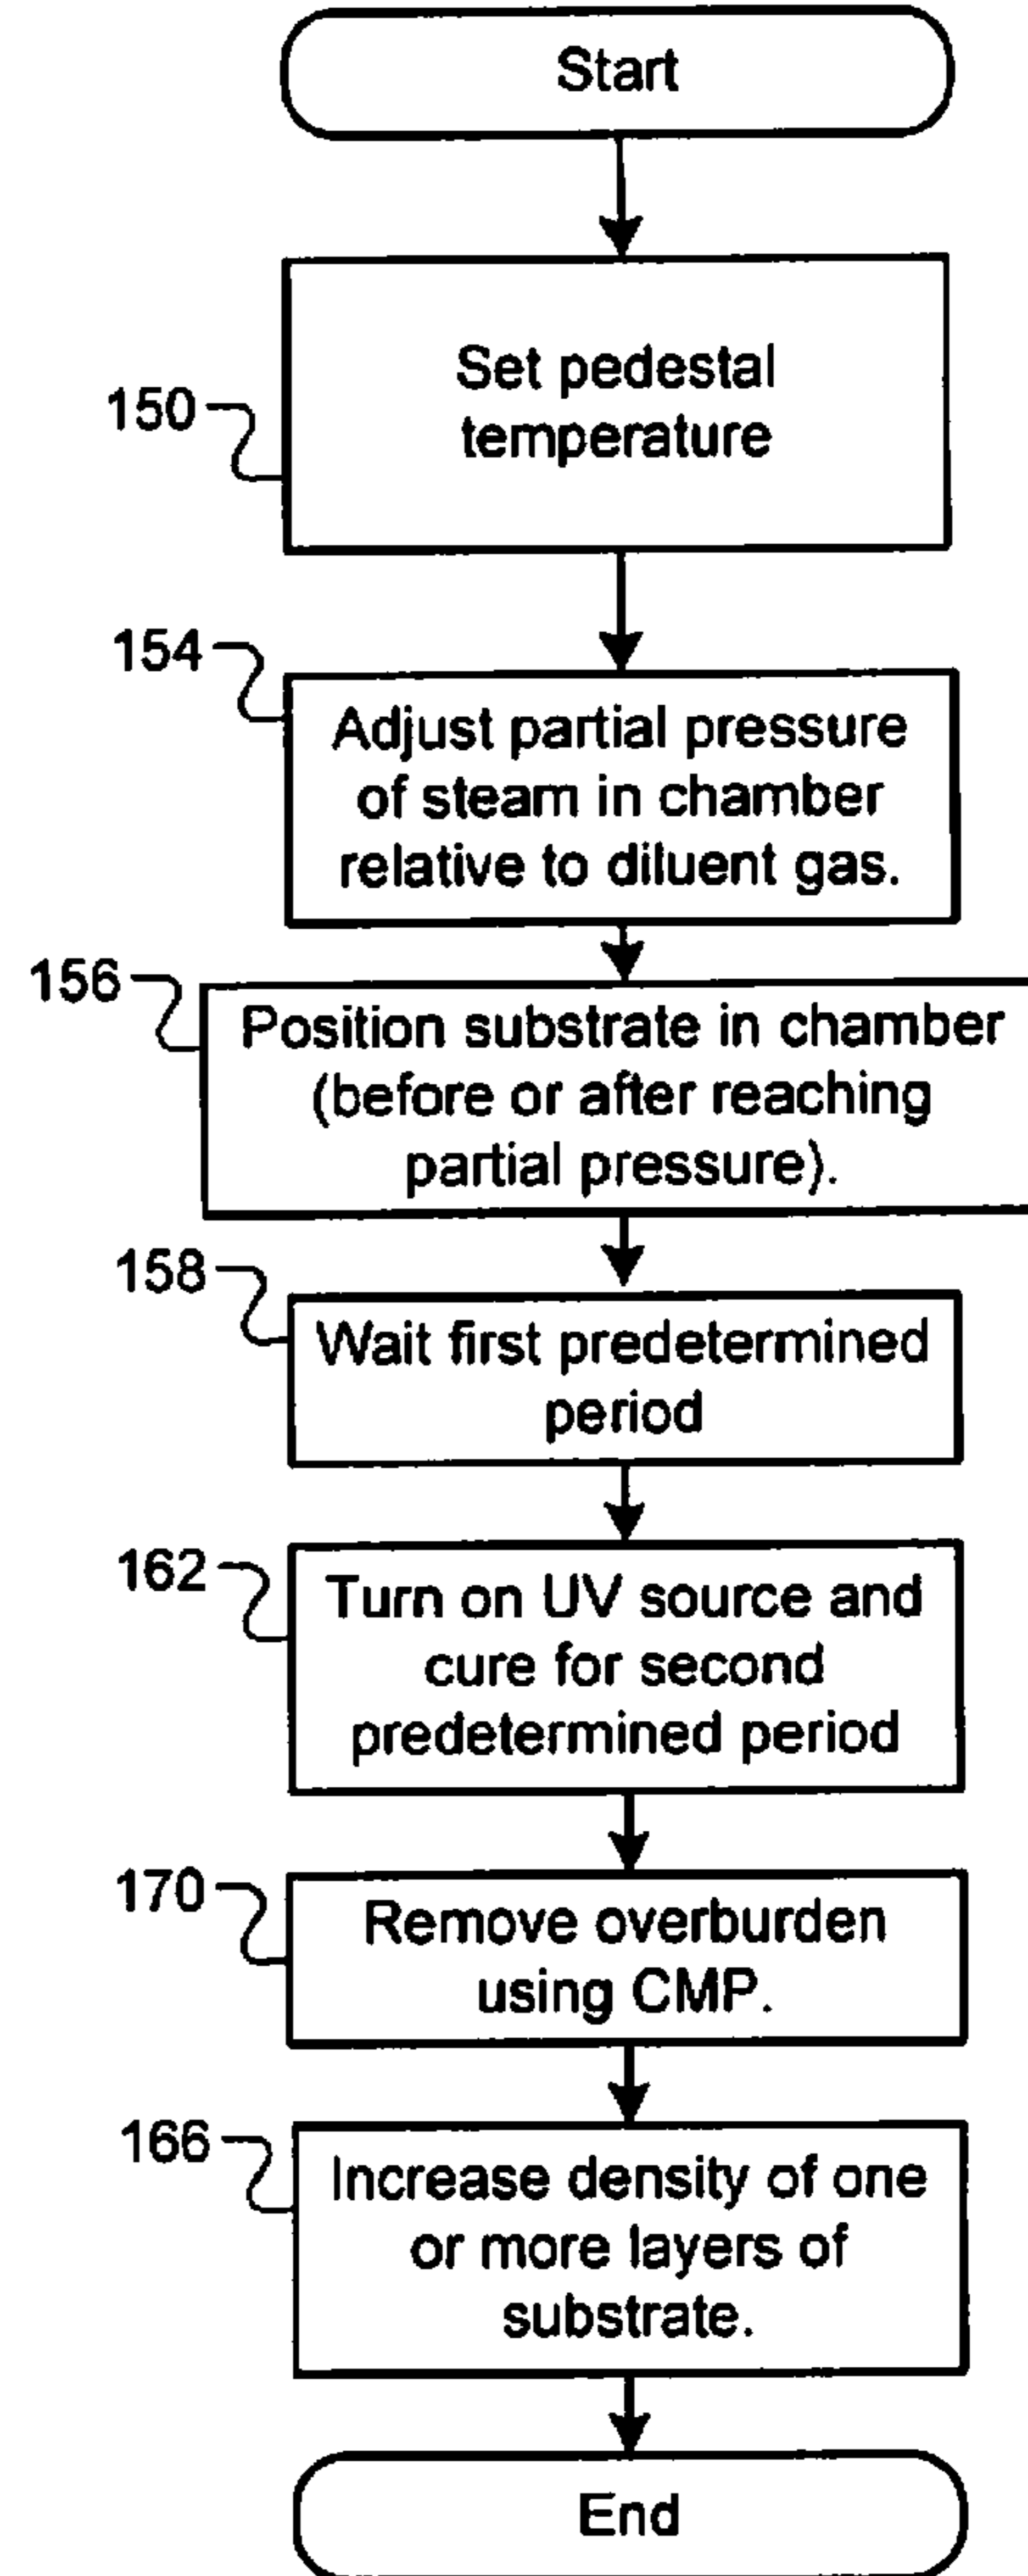 Start
150
Set pedestal
temperature
154
Adjust partial pressure
of steam in chamber
relative to diluent gas.
156
Position substrate in chamber
(before or after reaching
partial pressure).
158
Wait first predetermined
period
162
Turn on UV source and
cure for second
predetermined period
170
Remove overburden
using CMP.
166
Increase density of one
or more layers of
substrate.
End